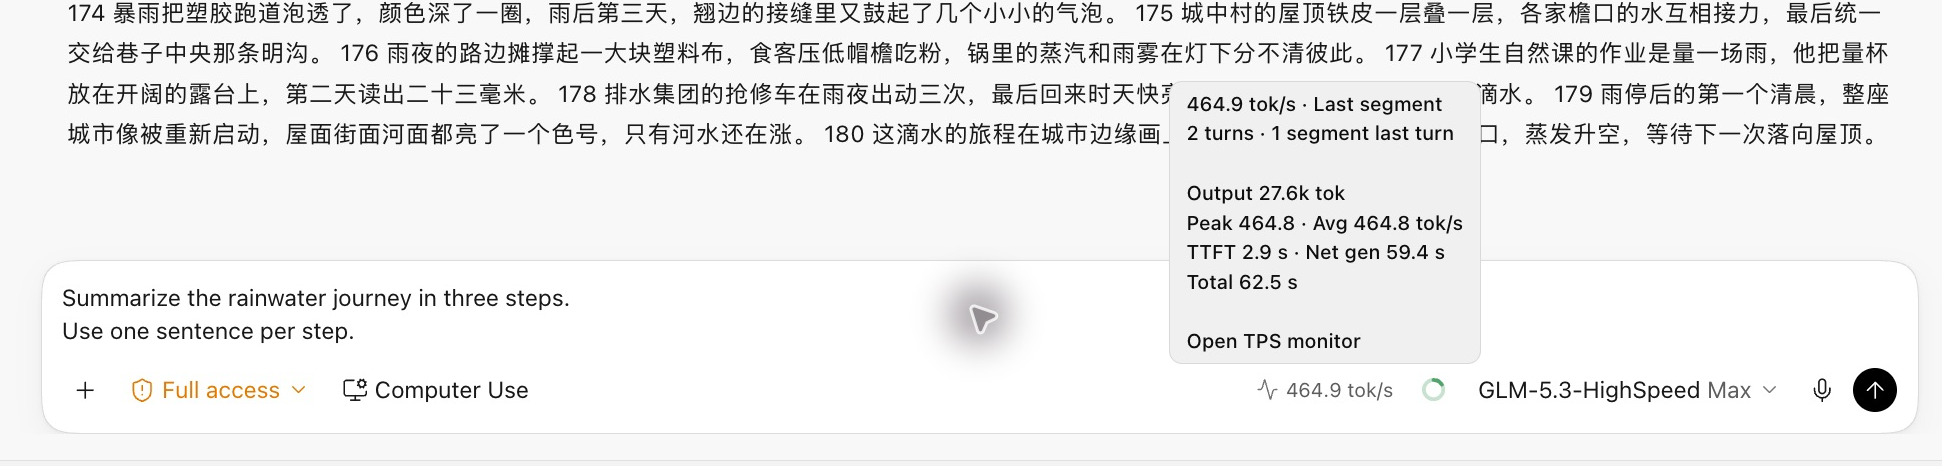 174 暴雨把塑胶跑道泡透了，颜色深了一圈，雨后第三天，翘边的接缝里又鼓起了几个小小的气泡。 175 城中村的屋顶铁皮一层叠一层，各家檐口的水互相接力，最后统一
交给巷子中央那条明沟。 176 雨夜的路边摊撑起一大块塑料布，食客压低帽檐吃粉，锅里的蒸汽和雨雾在灯下分不清彼此。 177 小学生自然课的作业是量一场雨，他把量杯
放在开阔的露台上，第二天读出二十三毫米。 178 排水集团的抢修车在雨夜出动三次，最后回来时天快亮 滴水。 179 雨停后的第一个清晨，整座
城市像被重新启动，屋面街面河面都亮了一个色号，只有河水还在涨。 180 这滴水的旅程在城市边缘画 口，蒸发升空，等待下一次落向屋顶。
464.9 tok/s · Last segment
2 turns · 1 segment last turn
Output 27.6k tok
Peak 464.8 · Avg 464.8 tok/s
TTFT 2.9 s · Net gen 59.4 s
Total 62.5 s
Open TPS monitor
Summarize the rainwater journey in three steps.
Use one sentence per step.
Full access Computer Use 464.9 tok/s GLM-5.3-HighSpeed Max